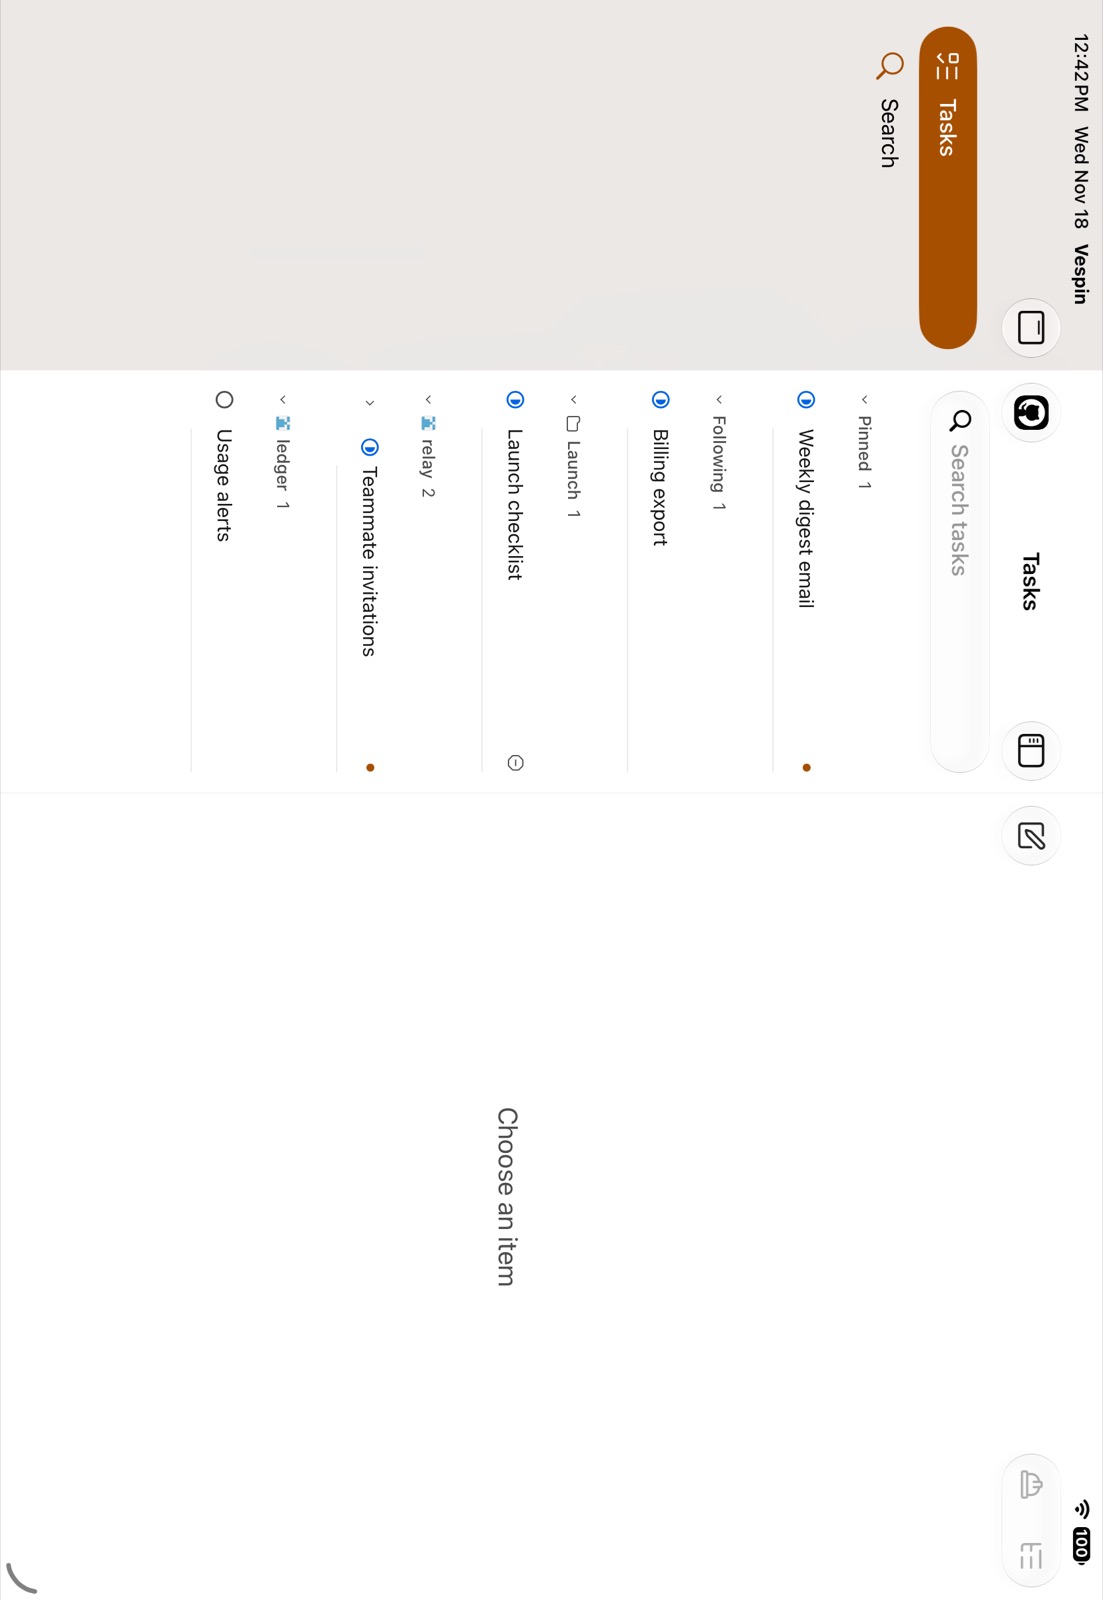 12:42 PM Wed Nov 18 Vespin
100
Tasks
Search
Tasks
Search tasks
Pinned 1
Weekly digest email
Following 1
Billing export
Launch 1
Launch checklist
relay 2
Teammate invitations
ledger 1
Usage alerts
Choose an item